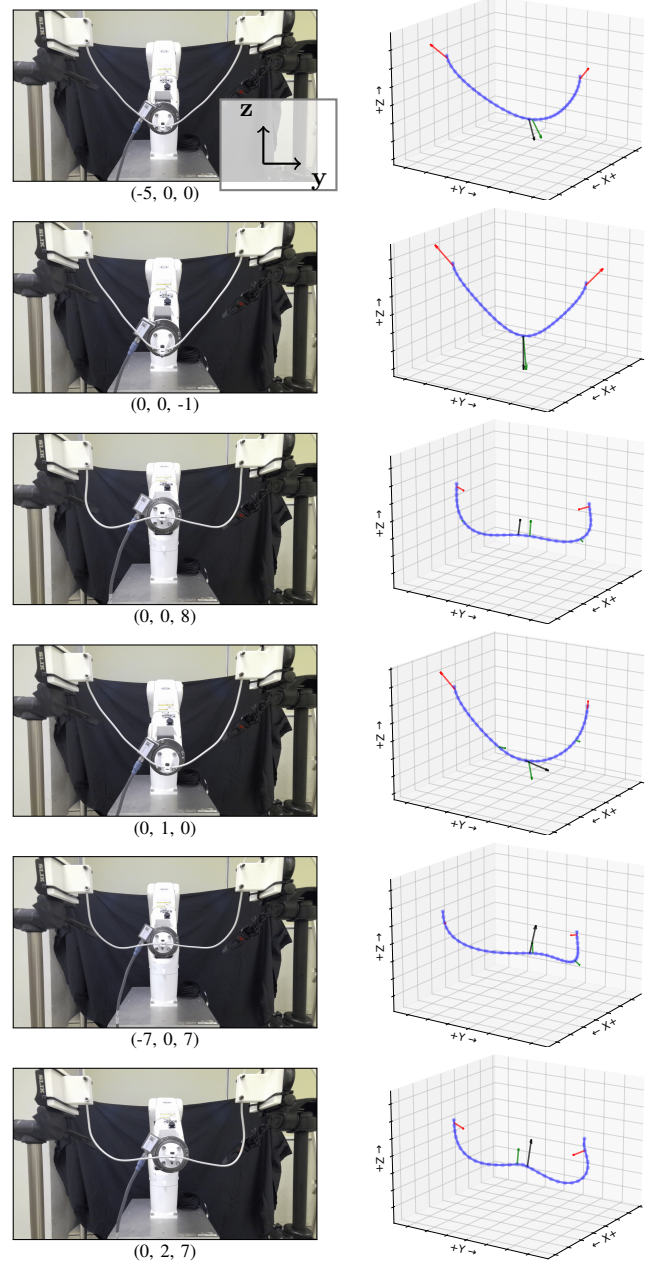 z
y
+Z→
+Y →
← X+
(-5, 0, 0)
+Z→
+Y →
← X+
(0, 0, -1)
+Z→
+Y →
← X+
(0, 0, 8)
+Z→
+Y →
← X+
(0, 1, 0)
+Z→
+Y →
← X+
(-7, 0, 7)
+Z→
+Y →
← X+
(0, 2, 7)